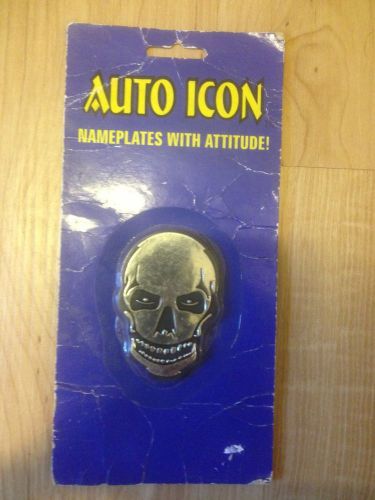 AUTO ICON
NAMEPLATES WITH ATTITUDE!